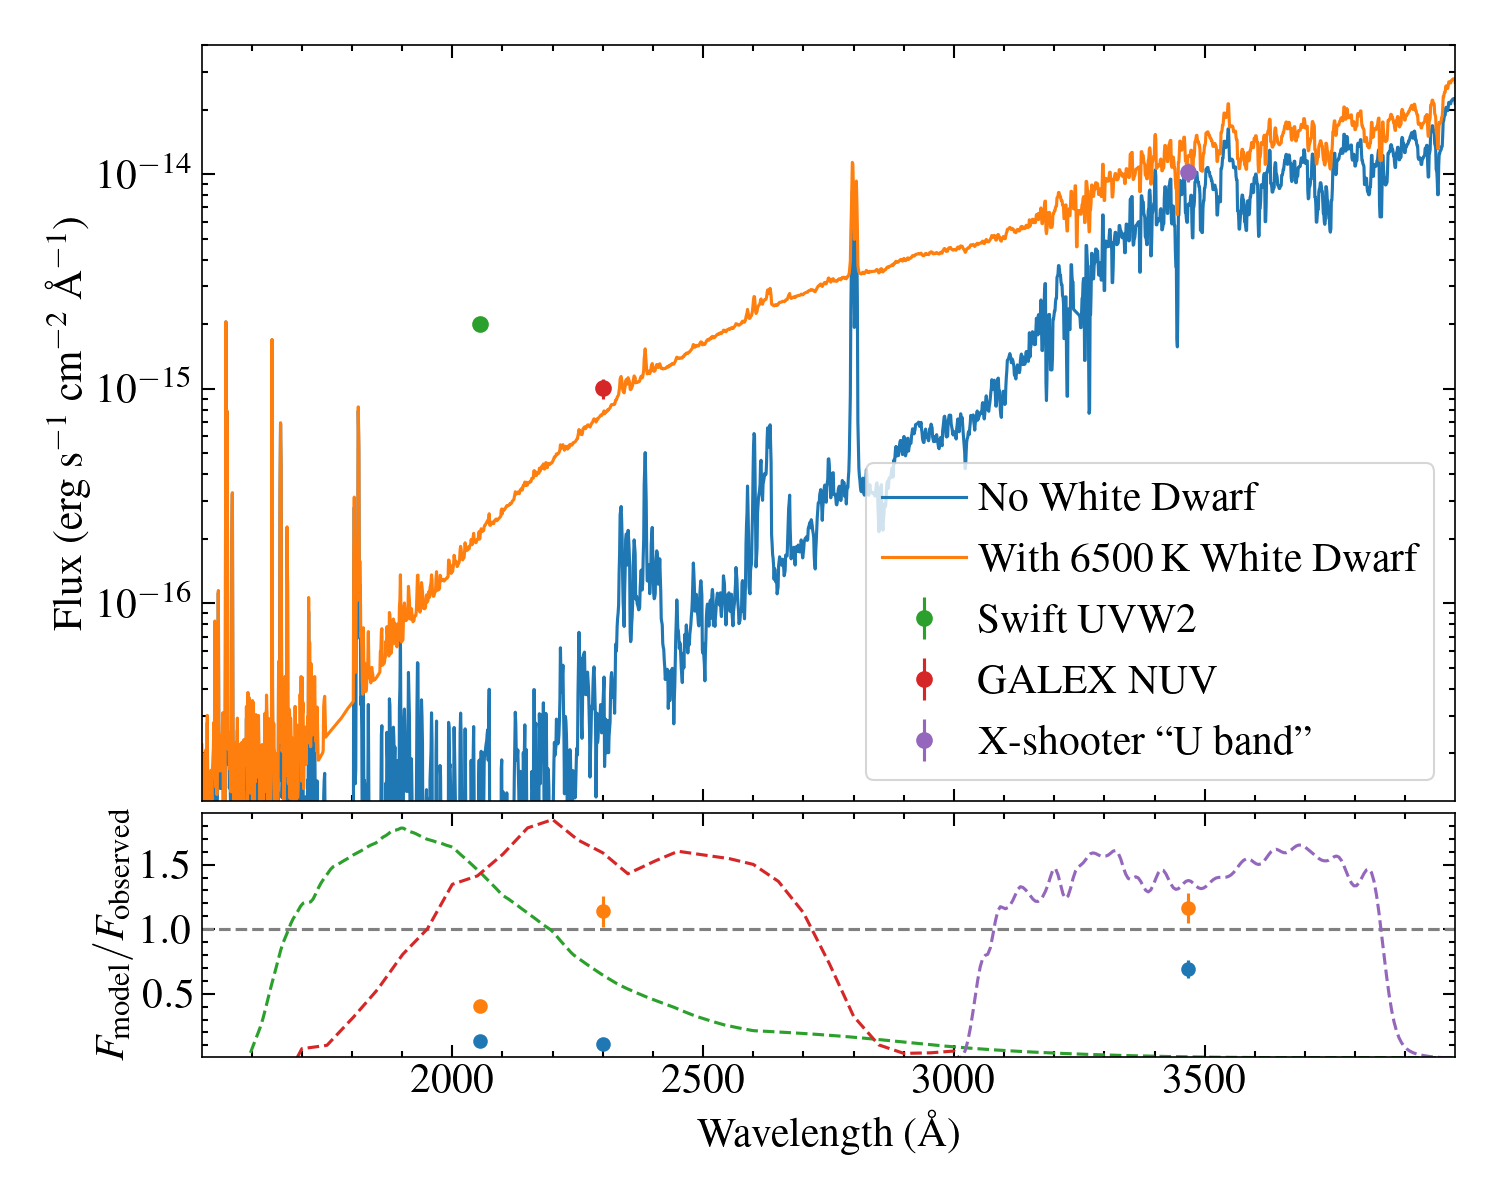 Flux (erg s⁻¹ cm⁻² Å⁻¹)
10⁻¹⁴
10⁻¹⁵
10⁻¹⁶
No White Dwarf
With 6500 K White Dwarf
Swift UVW2
GALEX NUV
X-shooter “U band”
F_model/F_observed
1.5
1.0
0.5
2000 2500 3000 3500
Wavelength (Å)